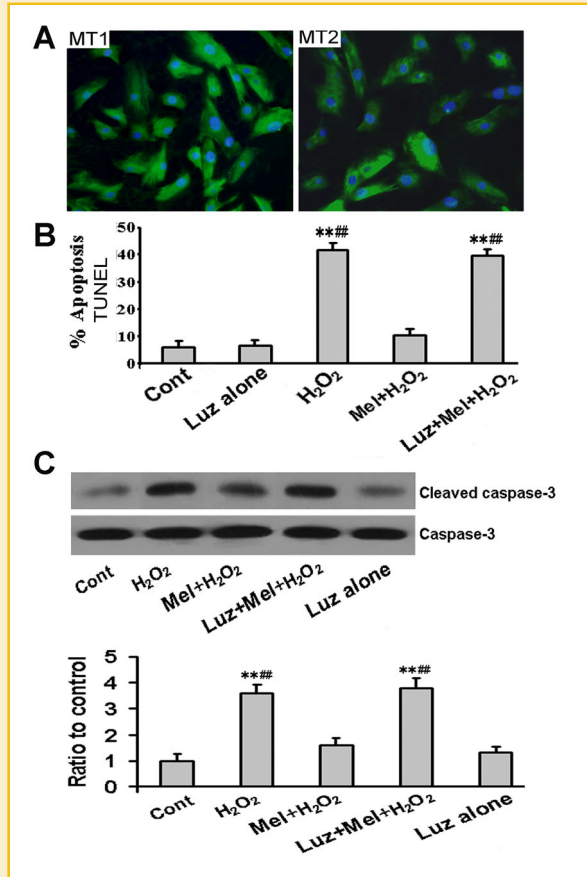 A
MT1
MT2
B
% Apoptosis
TUNEL
50
40
30
20
10
0
**##
**##
Cont
Luz alone
H₂O₂
Mel+H₂O₂
Luz+Mel+H₂O₂
C
Cleaved caspase-3
Caspase-3
Cont
H₂O₂
Mel+H₂O₂
Luz+Mel+H₂O₂
Luz alone
Ratio to control
5
4
3
2
1
0
**##
**##
Cont
H₂O₂
Mel+H₂O₂
Luz+Mel+H₂O₂
Luz alone